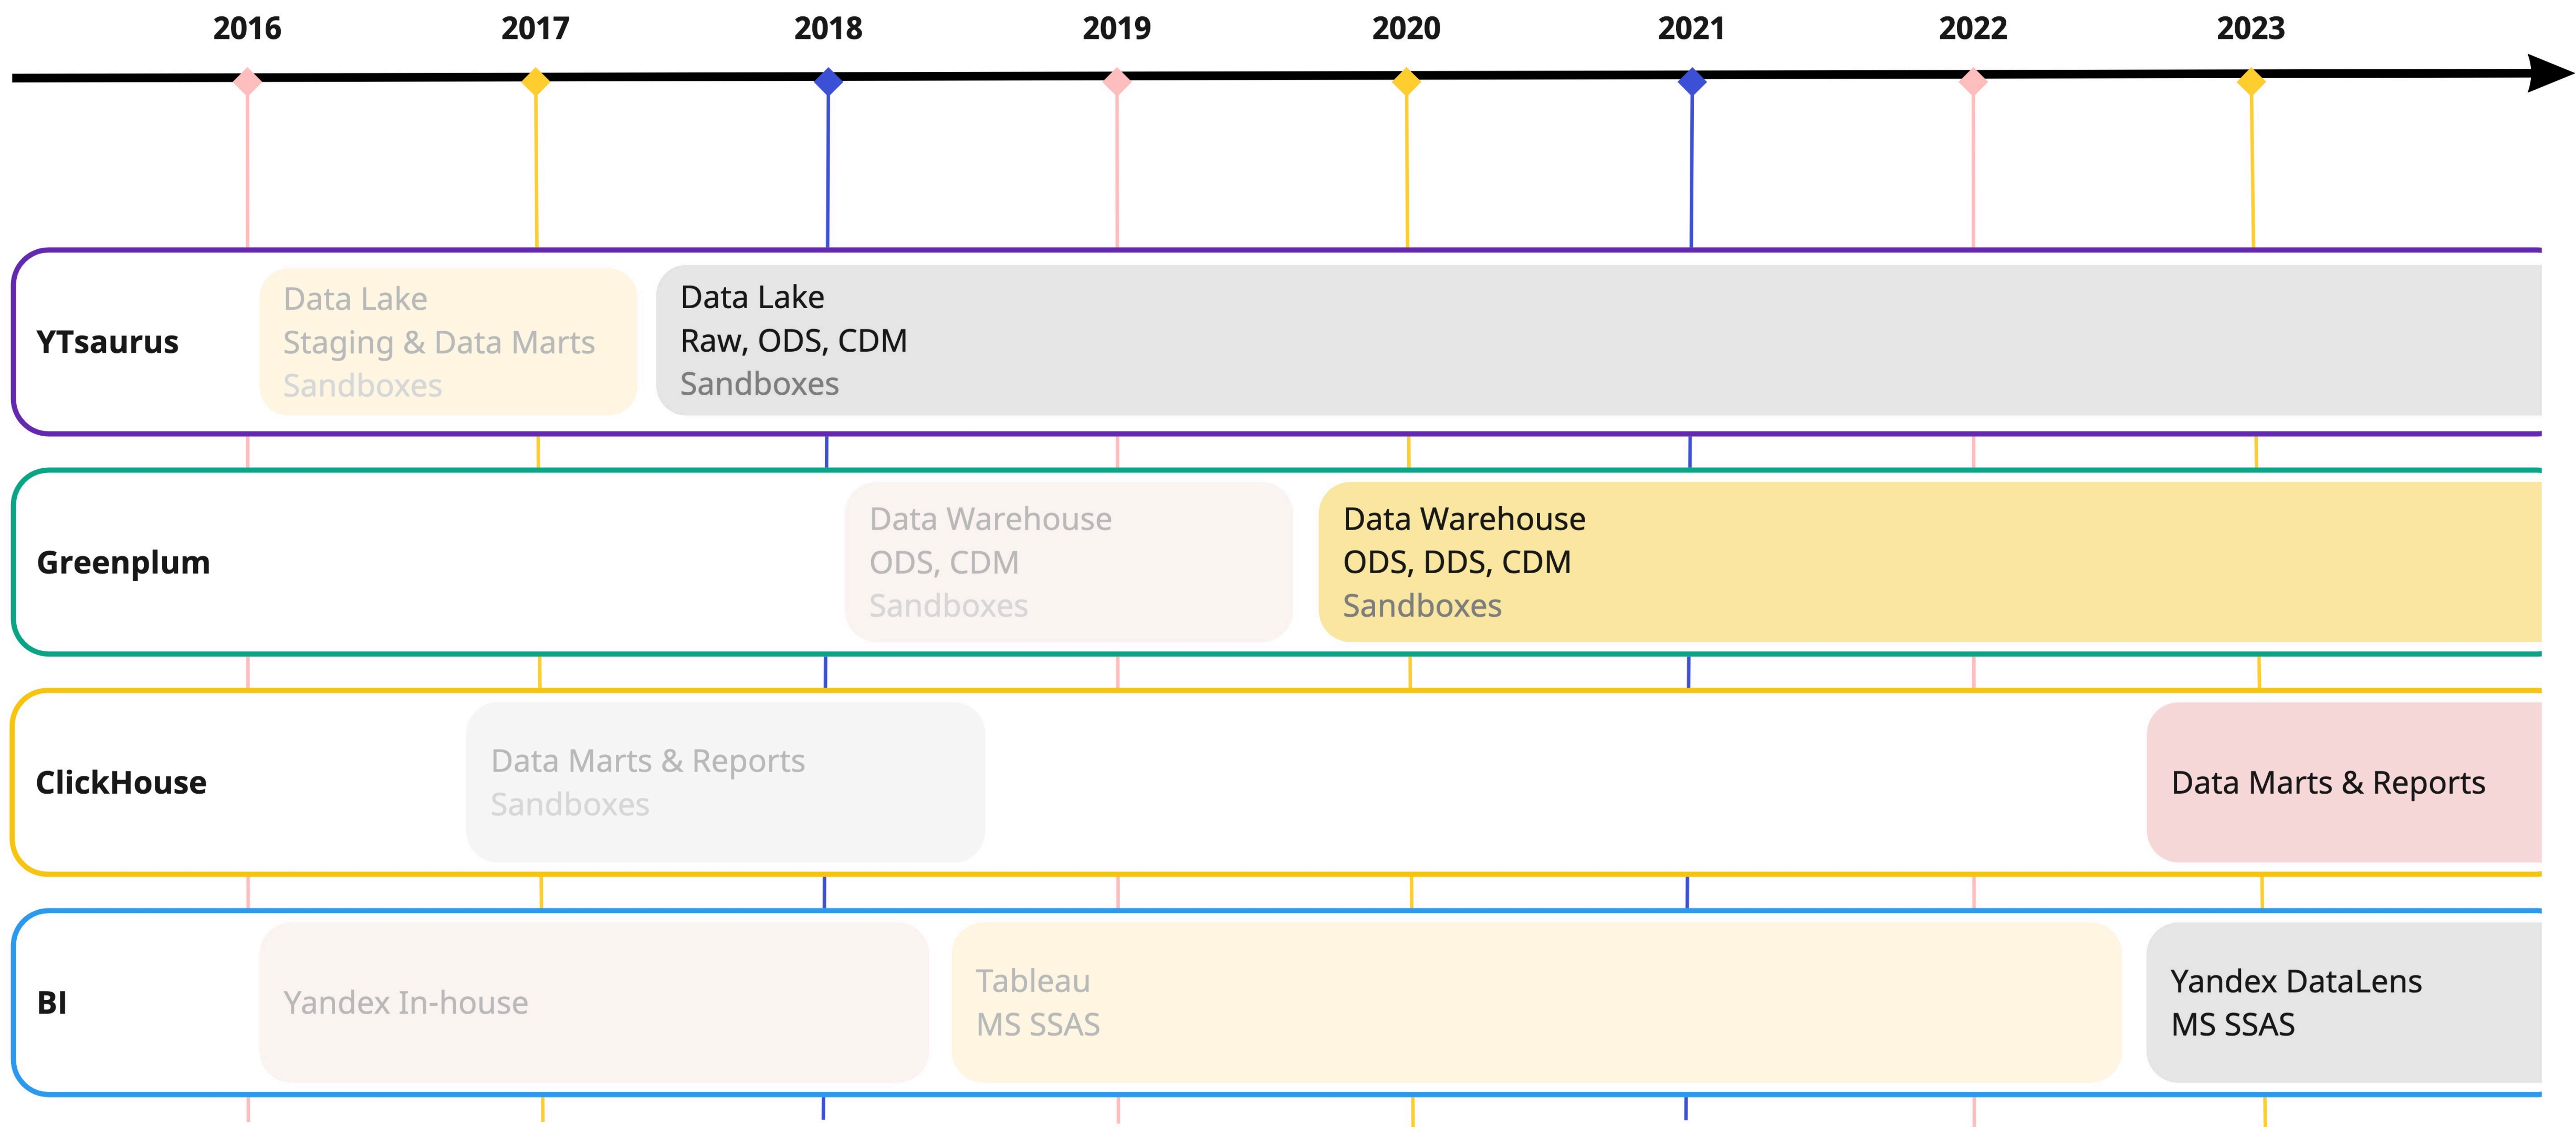 2016 2017 2018 2019 2020 2021 2022 2023
YTsaurus
Data Lake
Staging & Data Marts
Sandboxes
Data Lake
Raw, ODS, CDM
Sandboxes
Greenplum
Data Warehouse
ODS, CDM
Sandboxes
Data Warehouse
ODS, DDS, CDM
Sandboxes
ClickHouse
Data Marts & Reports
Sandboxes
Data Marts & Reports
BI
Yandex In-house
Tableau
MS SSAS
Yandex DataLens
MS SSAS